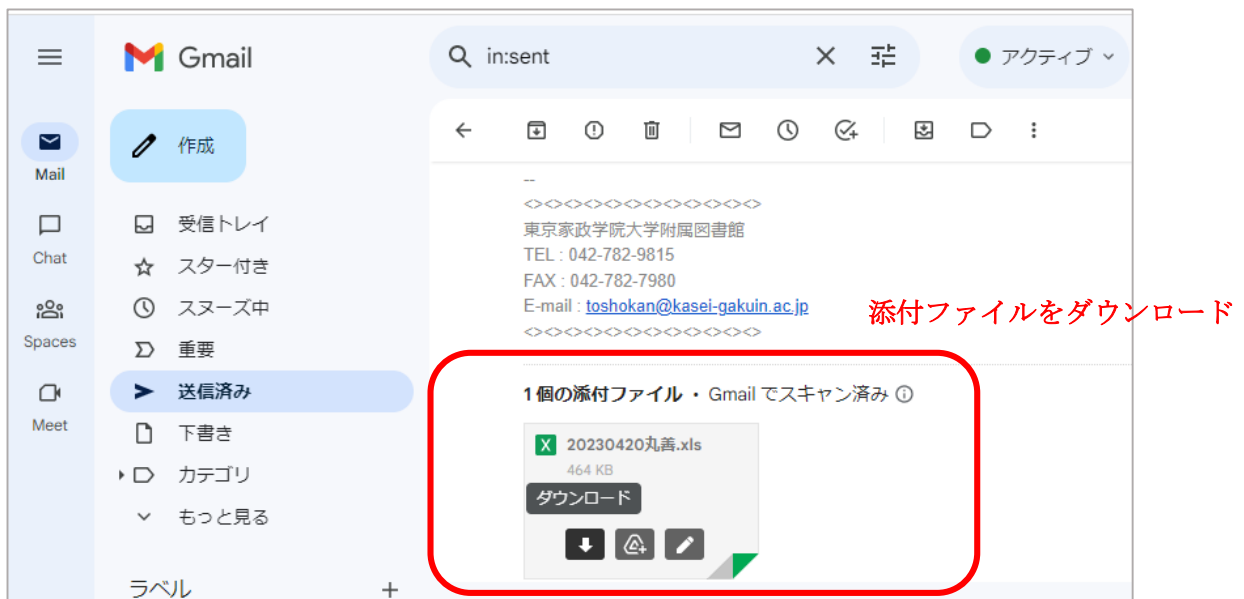 Gmail
in:sent
アクティブ
Mail
作成
Chat
受信トレイ
スター付き
Spaces
スヌーズ中
重要
Meet
送信済み
下書き
カテゴリ
もっと見る
ラベル
--
<><><><><><><><><><><><>
東京家政学院大学附属図書館
TEL : 042-782-9815
FAX : 042-782-7980
E-mail : toshokan@kasei-gakuin.ac.jp
<><><><><><><><><><><><>
添付ファイルをダウンロード
1 個の添付ファイル • Gmail でスキャン済み
20230420丸善.xls
464 KB
ダウンロード